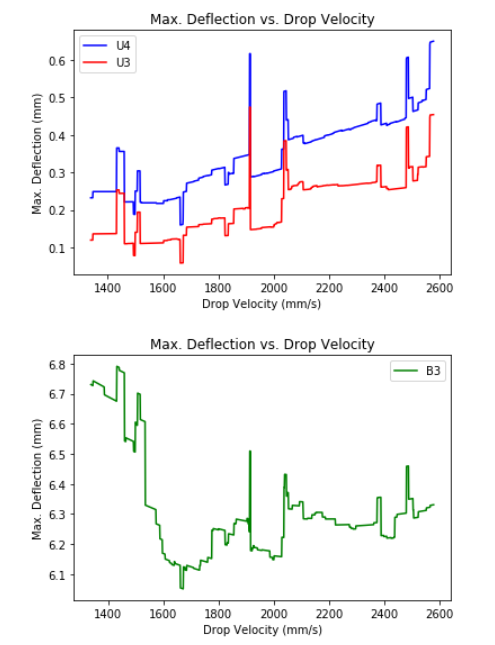 Max. Deflection vs. Drop Velocity
U4
U3
Max. Deflection (mm)
0.6
0.5
0.4
0.3
0.2
0.1
1400 1600 1800 2000 2200 2400 2600
Drop Velocity (mm/s)
Max. Deflection vs. Drop Velocity
B3
Max. Deflection (mm)
6.8
6.7
6.6
6.5
6.4
6.3
6.2
6.1
1400 1600 1800 2000 2200 2400 2600
Drop Velocity (mm/s)